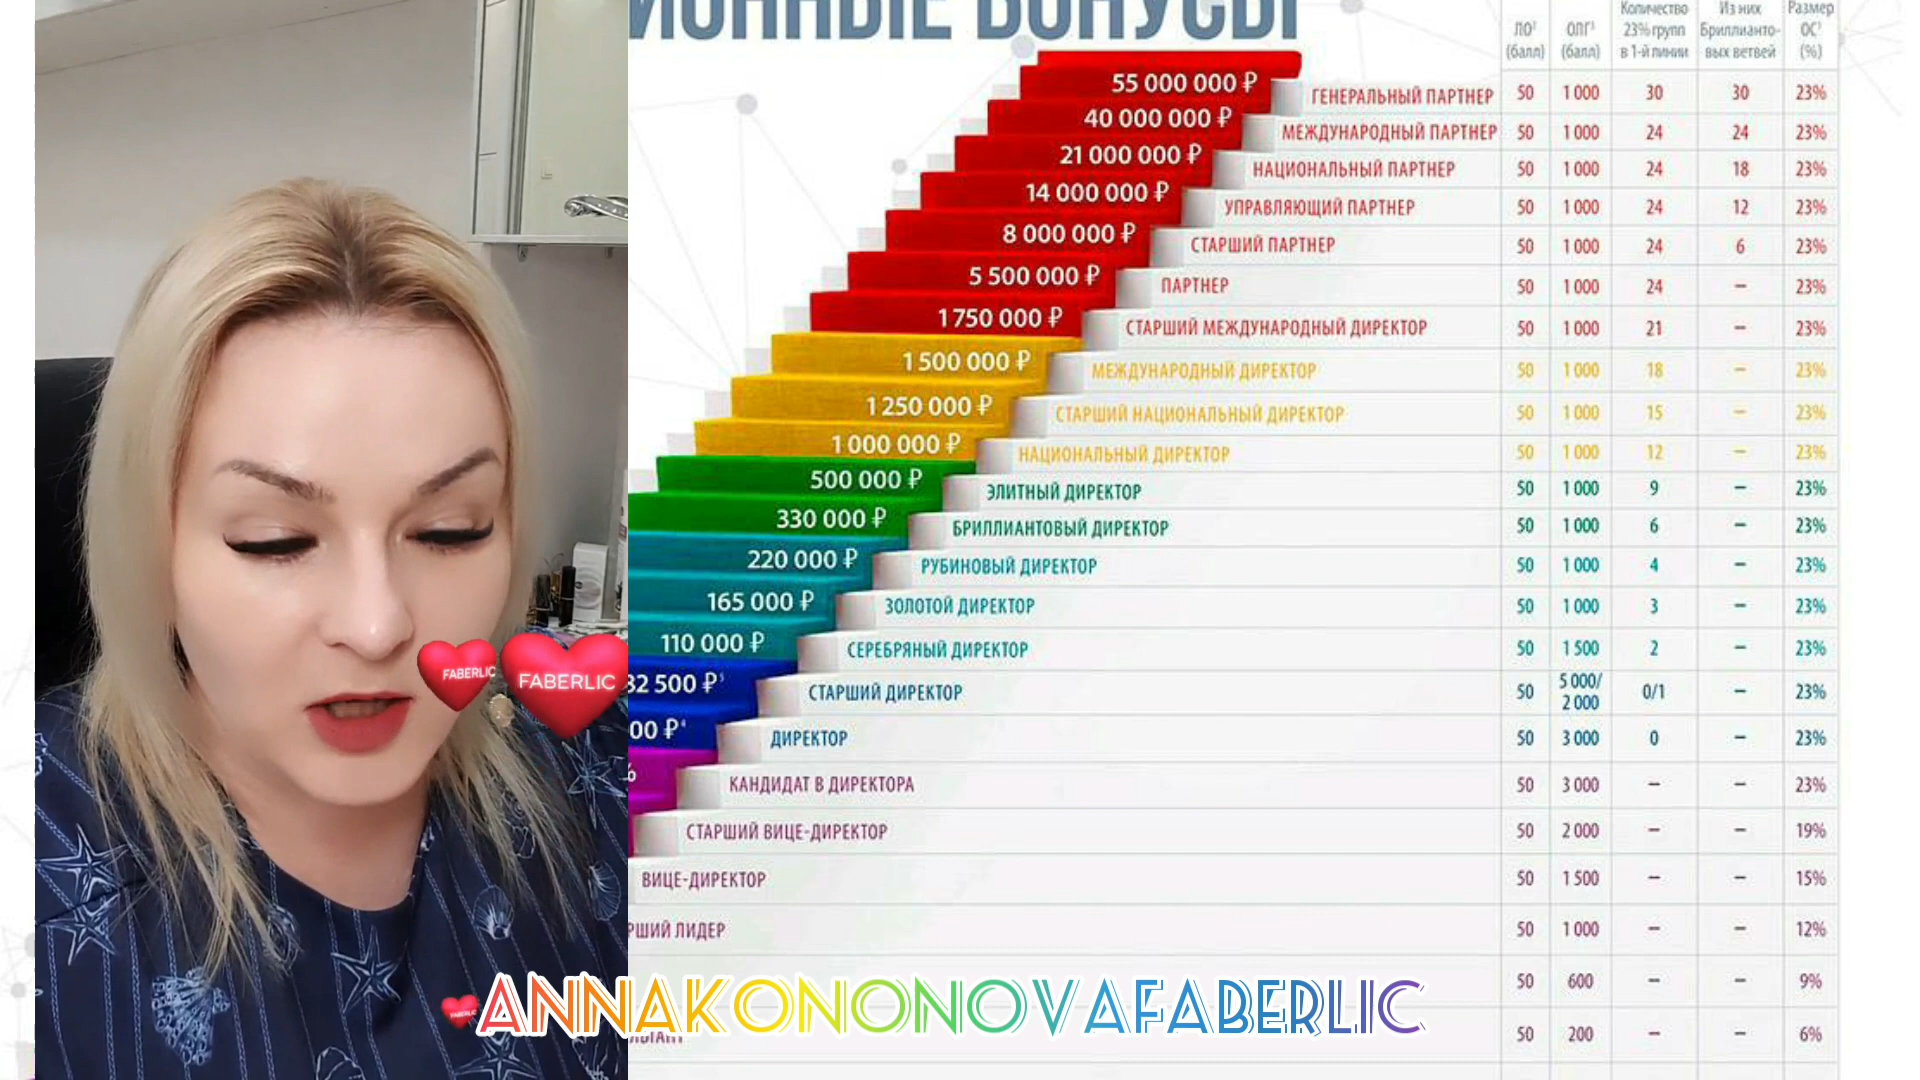 БОНУСЫ
ЛО² ОЛГ³ Количество 23% групп в 1-й линии Из них Бриллианто- вых ветвей Размер ОС¹ (%)
(балл) (балл)
55 000 000 ₽ ГЕНЕРАЛЬНЫЙ ПАРТНЕР 50 1 000 30 30 23%
40 000 000 ₽ МЕЖДУНАРОДНЫЙ ПАРТНЕР 50 1 000 24 24 23%
21 000 000 ₽ НАЦИОНАЛЬНЫЙ ПАРТНЕР 50 1 000 24 18 23%
14 000 000 ₽ УПРАВЛЯЮЩИЙ ПАРТНЕР 50 1 000 24 12 23%
8 000 000 ₽ СТАРШИЙ ПАРТНЕР 50 1 000 24 6 23%
5 500 000 ₽ ПАРТНЕР 50 1 000 24 – 23%
1 750 000 ₽ СТАРШИЙ МЕЖДУНАРОДНЫЙ ДИРЕКТОР 50 1 000 21 – 23%
1 500 000 ₽ МЕЖДУНАРОДНЫЙ ДИРЕКТОР 50 1 000 18 – 23%
1 250 000 ₽ СТАРШИЙ НАЦИОНАЛЬНЫЙ ДИРЕКТОР 50 1 000 15 – 23%
1 000 000 ₽ НАЦИОНАЛЬНЫЙ ДИРЕКТОР 50 1 000 12 – 23%
500 000 ₽ ЭЛИТНЫЙ ДИРЕКТОР 50 1 000 9 – 23%
330 000 ₽ БРИЛЛИАНТОВЫЙ ДИРЕКТОР 50 1 000 6 – 23%
220 000 ₽ РУБИНОВЫЙ ДИРЕКТОР 50 1 000 4 – 23%
165 000 ₽ ЗОЛОТОЙ ДИРЕКТОР 50 1 000 3 – 23%
110 000 ₽ СЕРЕБРЯНЫЙ ДИРЕКТОР 50 1 500 2 – 23%
82 500 ₽⁵ СТАРШИЙ ДИРЕКТОР 50 5 000/ 2 000 0/1 – 23%
00 ₽⁴ ДИРЕКТОР 50 3 000 0 – 23%
КАНДИДАТ В ДИРЕКТОРА 50 3 000 – – 23%
СТАРШИЙ ВИЦЕ-ДИРЕКТОР 50 2 000 – – 19%
ВИЦЕ-ДИРЕКТОР 50 1 500 – – 15%
РШИЙ ЛИДЕР 50 1 000 – – 12%
50 600 – – 9%
50 200 – – 6%
FABERLIC
FABERLIC
FABERLIC
ANNAKONONOVAFABERLIC